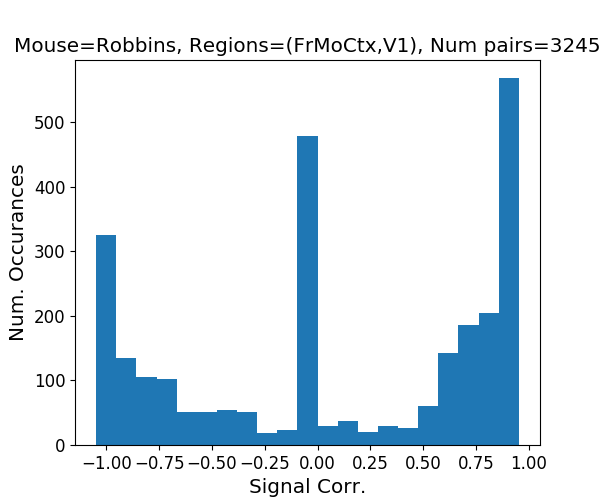 Mouse=Robbins, Regions=(FrMoCtx,V1), Num pairs=3245
Num. Occurances
500
400
300
200
100
0
−1.00 −0.75 −0.50 −0.25 0.00 0.25 0.50 0.75 1.00
Signal Corr.